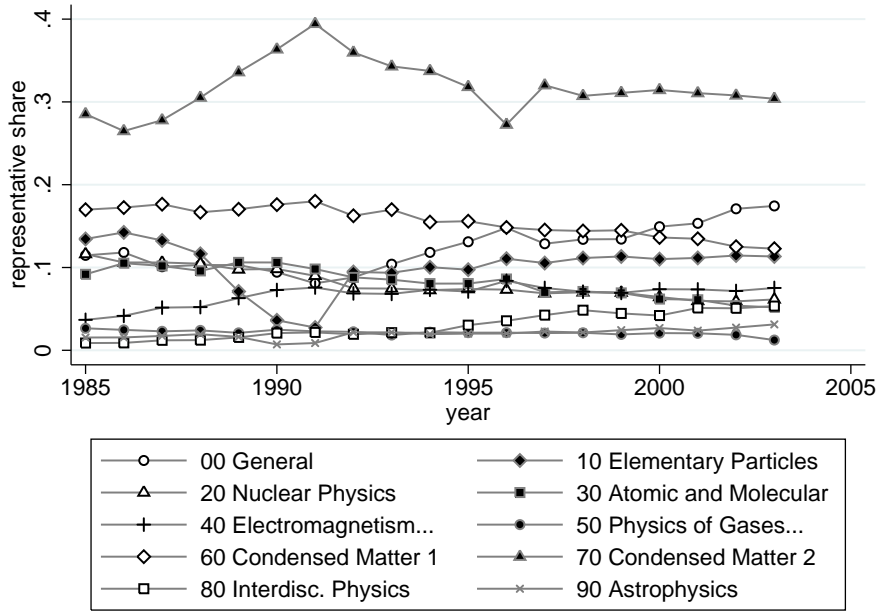 .4
.3
.2
.1
0
representative share
1985
1990
1995
2000
2005
year
00 General
10 Elementary Particles
20 Nuclear Physics
30 Atomic and Molecular
40 Electromagnetism...
50 Physics of Gases...
60 Condensed Matter 1
70 Condensed Matter 2
80 Interdisc. Physics
90 Astrophysics